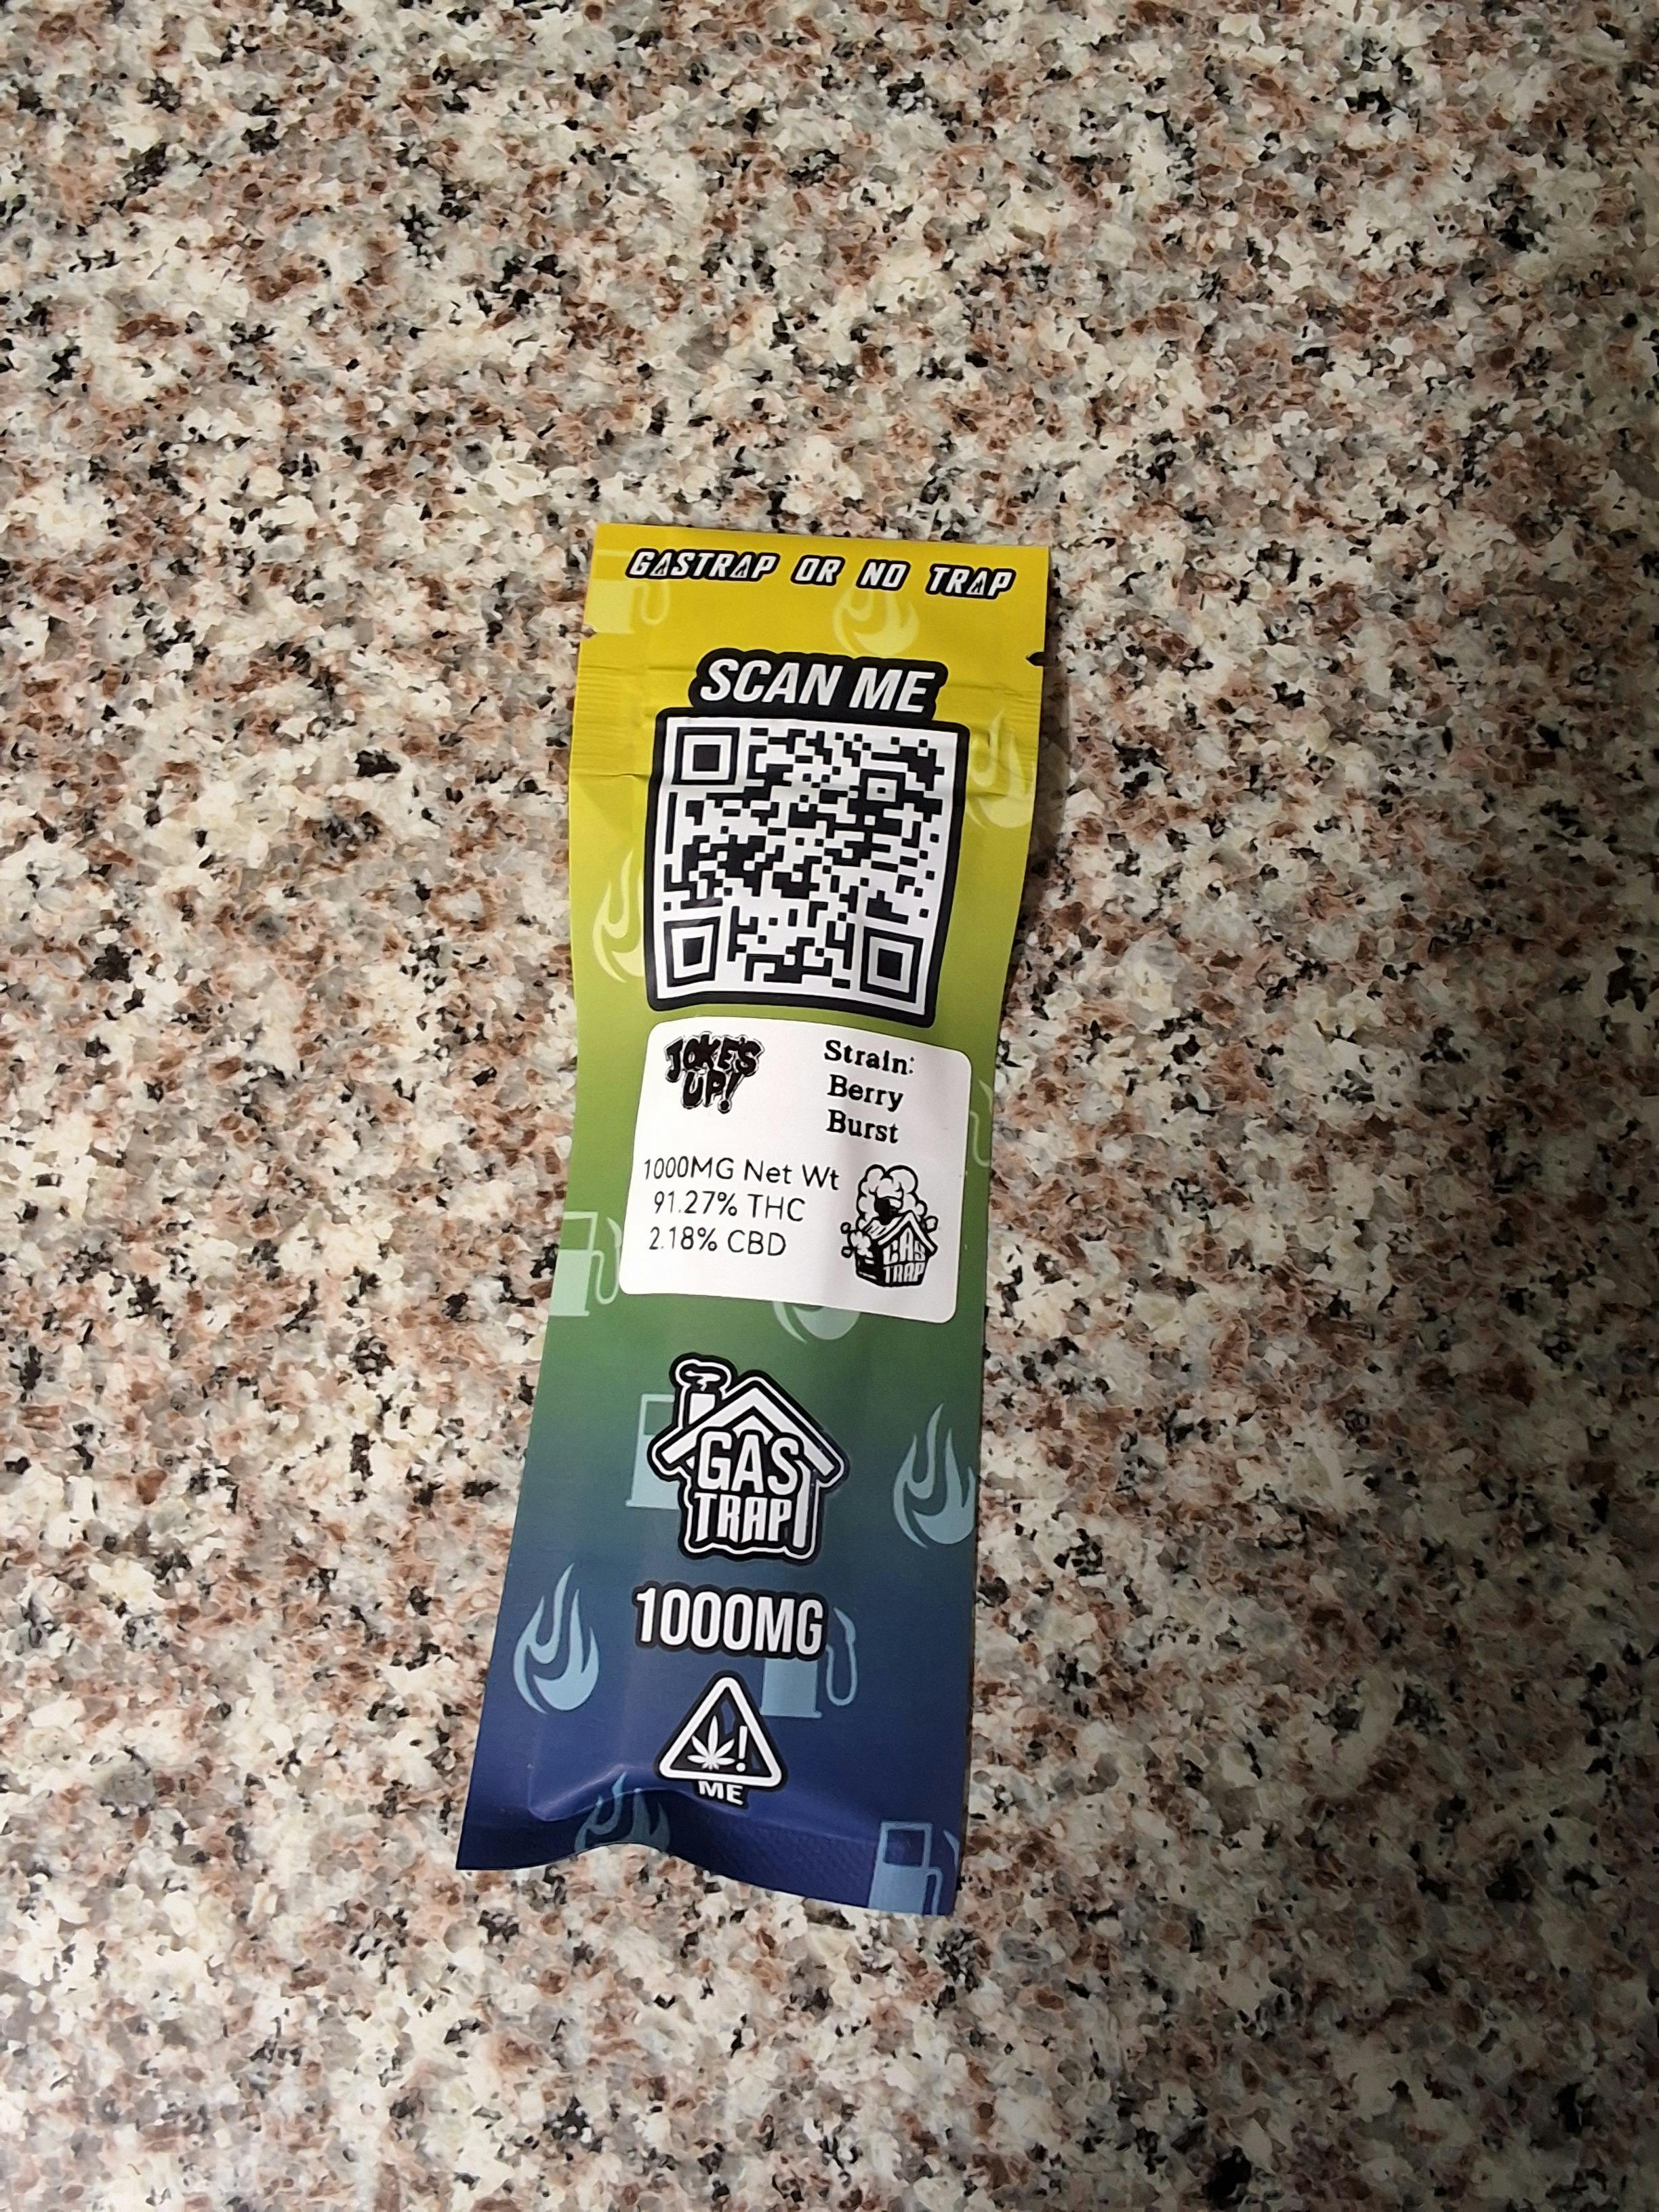 GASTRAP OR NO TRAP
SCAN ME
JOKE'S
UP!
Strain:
Berry
Burst
1000MG Net Wt
91.27% THC
2.18% CBD
GAS
TRAP
GAS
TRAP
1000MG
!
ME